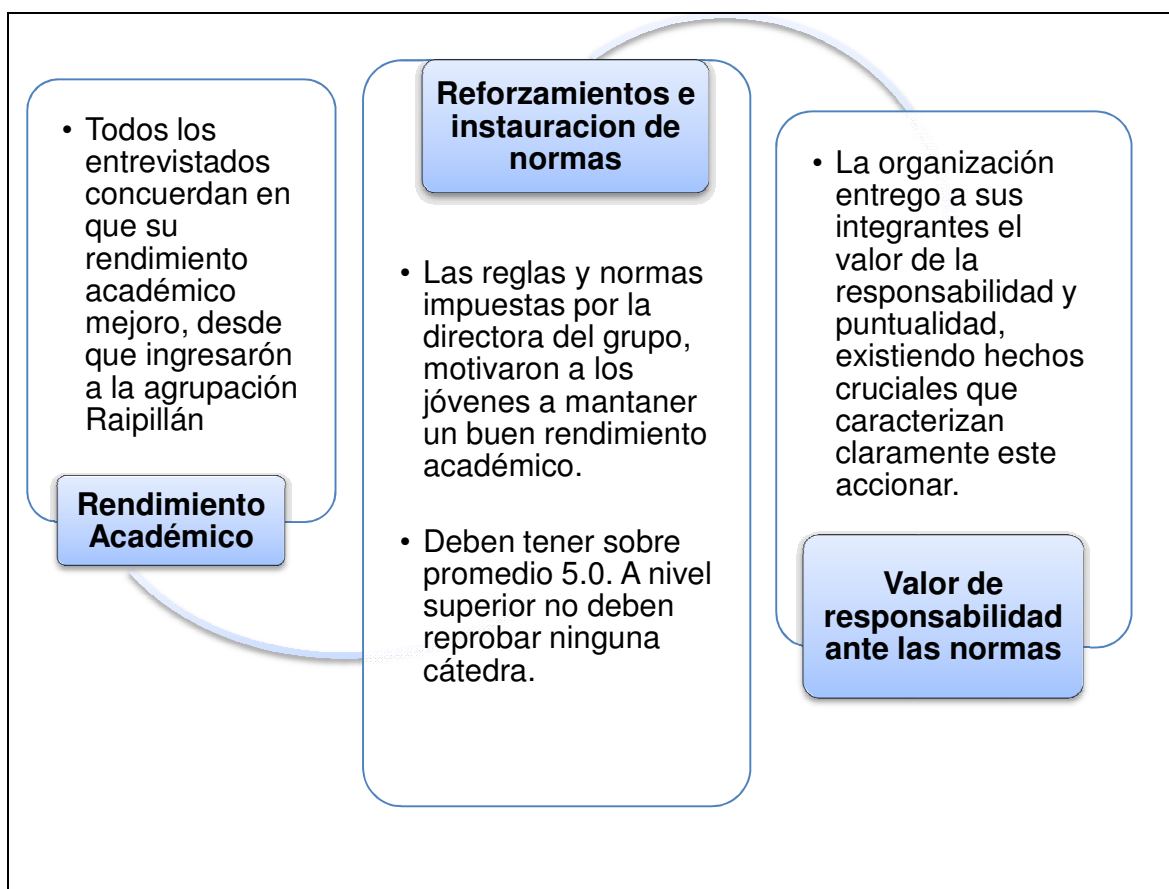 • Todos los
entrevistados
concuerdan en
que su
rendimiento
académico
mejoro, desde
que ingresarón
a la agrupación
Raipillán
Rendimiento
Académico
Reforzamientos e
instauracion de
normas
• Las reglas y normas
impuestas por la
directora del grupo,
motivaron a los
jóvenes a mantaner
un buen rendimiento
académico.
• Deben tener sobre
promedio 5.0. A nivel
superior no deben
reprobar ninguna
cátedra.
• La organización
entrego a sus
integrantes el
valor de la
responsabilidad y
puntualidad,
existiendo hechos
cruciales que
caracterizan
claramente este
accionar.
Valor de
responsabilidad
ante las normas